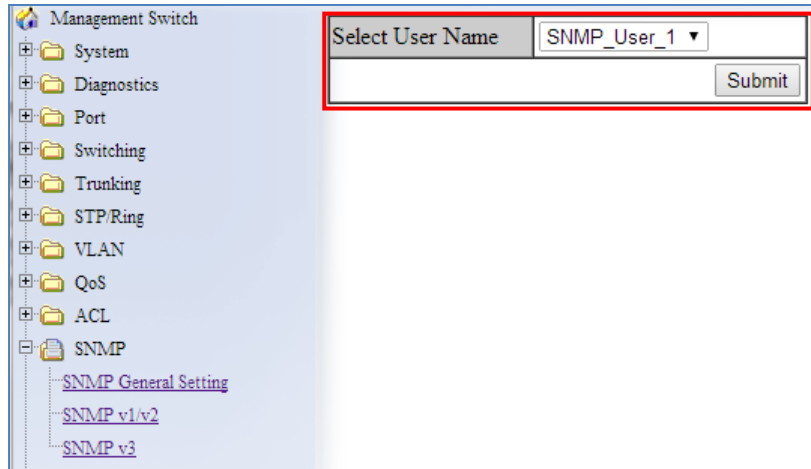 Management Switch
System
Diagnostics
Port
Switching
Trunking
STP/Ring
VLAN
QoS
ACL
SNMP
SNMP General Setting
SNMP v1/v2
SNMP v3
Select User Name SNMP_User_1
Submit